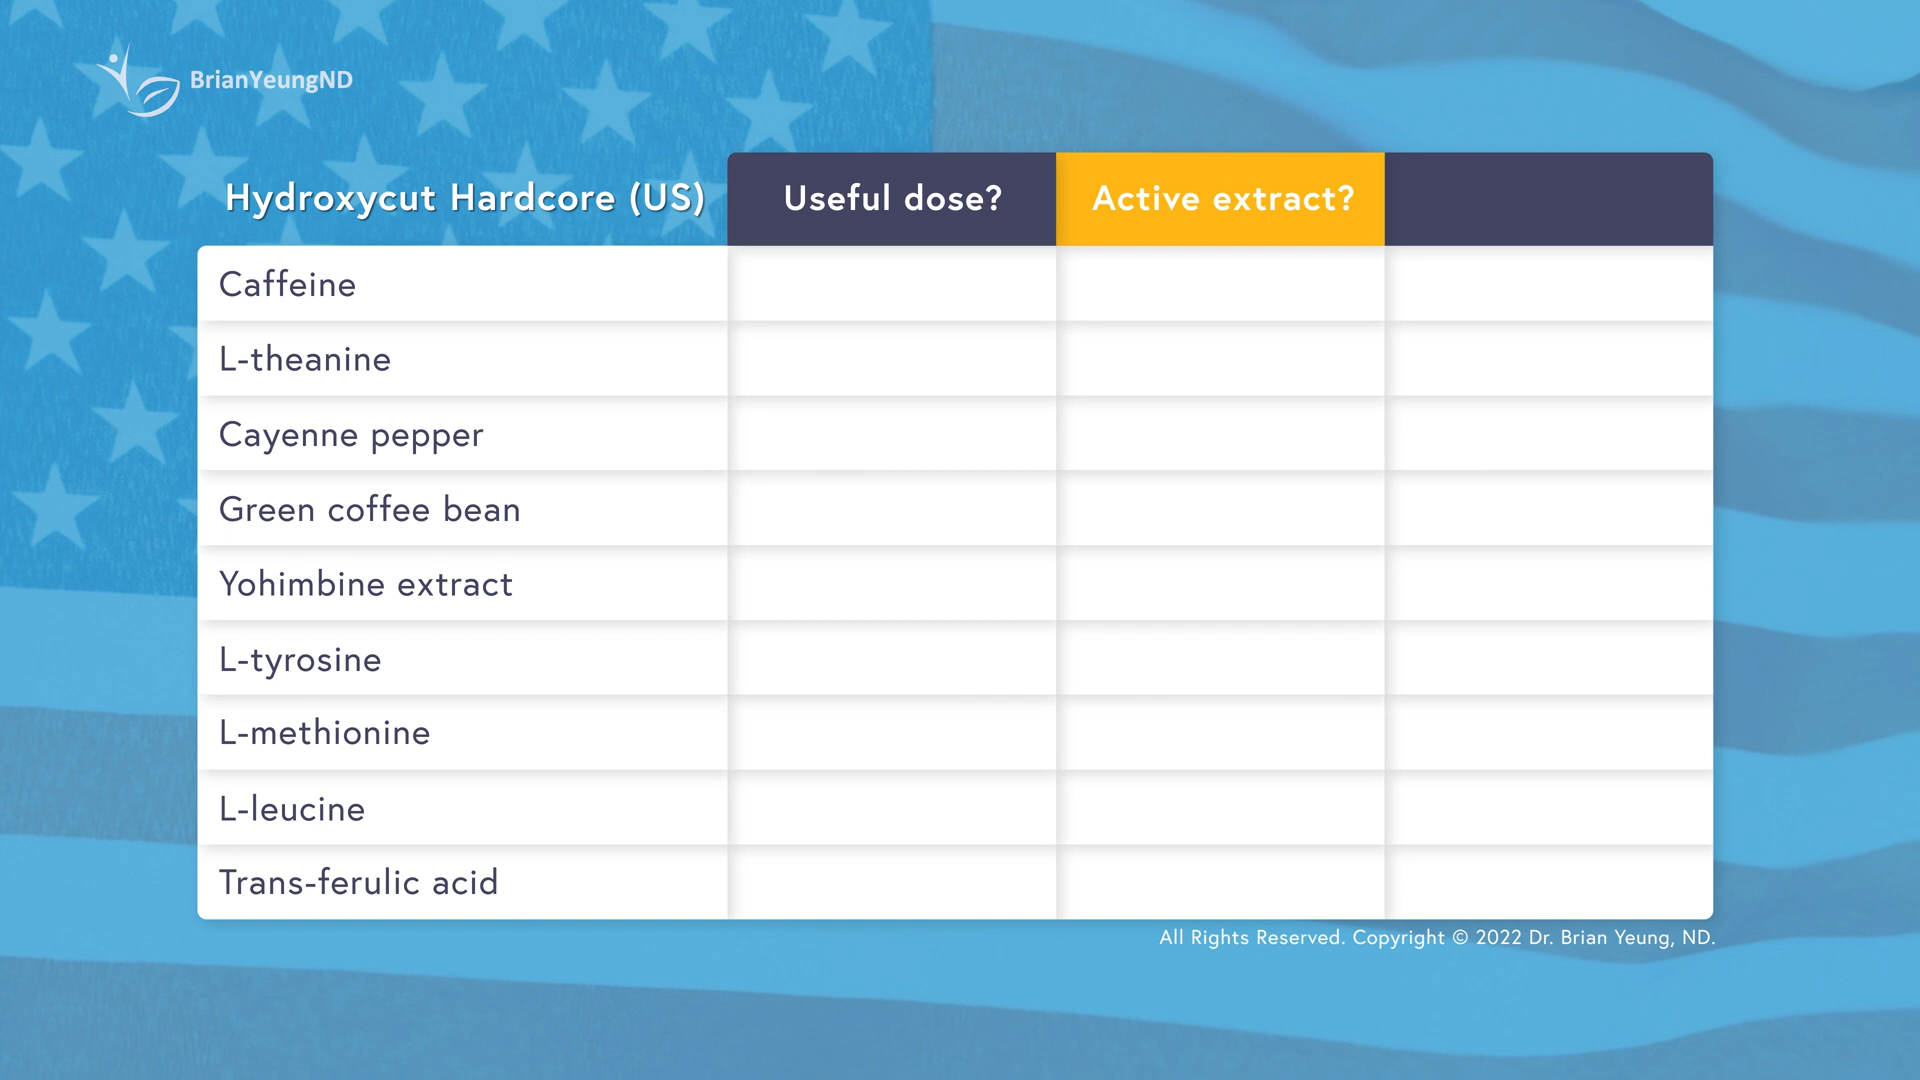 BrianYeungND
Hydroxycut Hardcore (US)
Useful dose?
Active extract?
Caffeine
L-theanine
Cayenne pepper
Green coffee bean
Yohimbine extract
L-tyrosine
L-methionine
L-leucine
Trans-ferulic acid
All Rights Reserved. Copyright © 2022 Dr. Brian Yeung, ND.